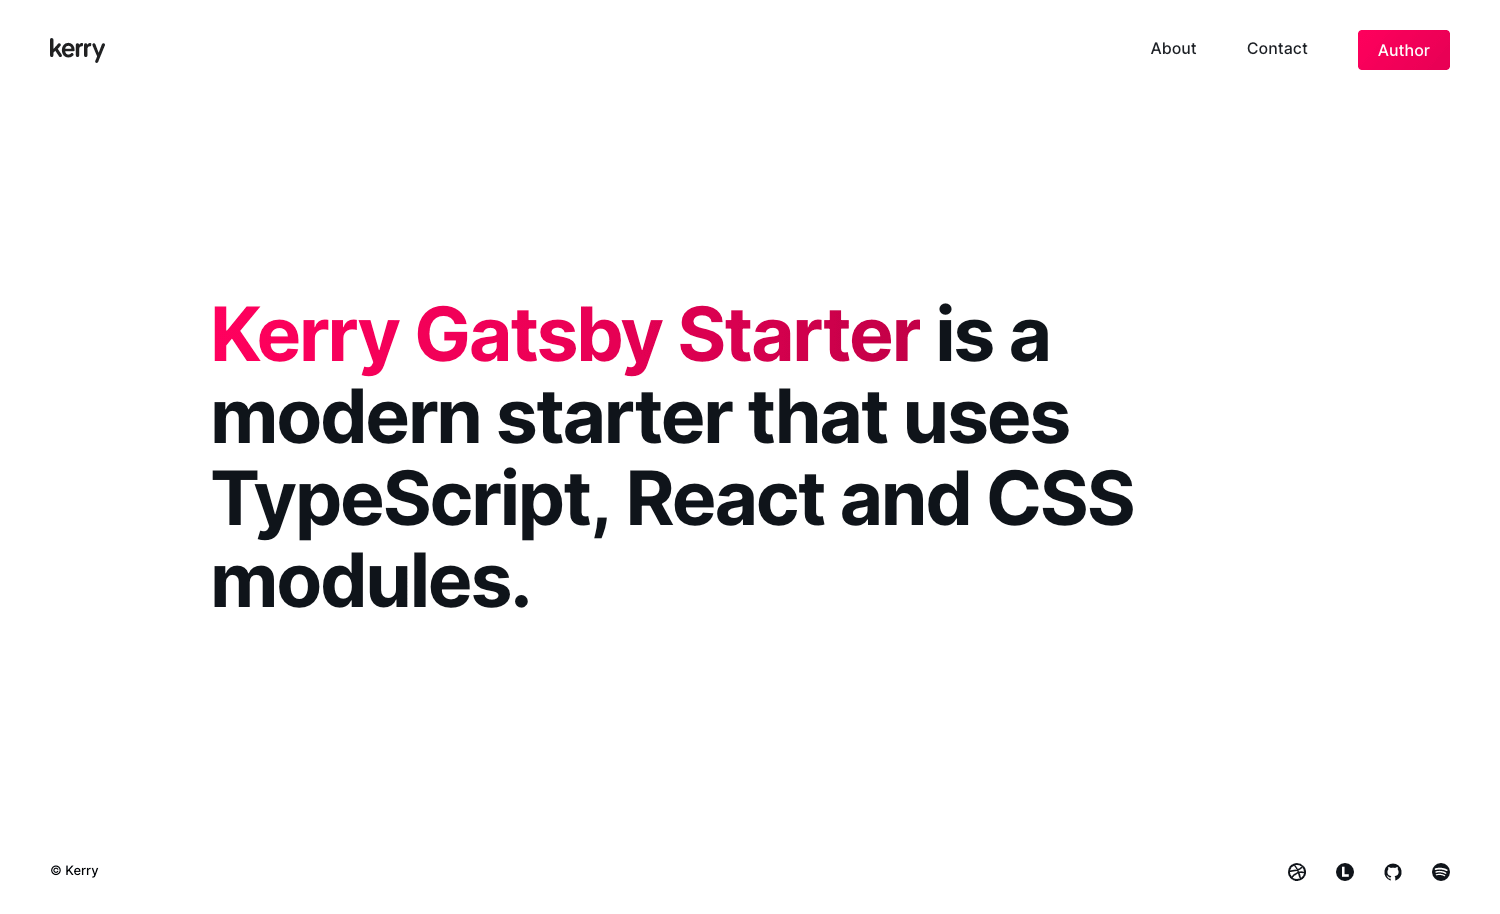 kerry
About
Contact
Author
Kerry Gatsby Starter is a
modern starter that uses
TypeScript, React and CSS
modules.
© Kerry